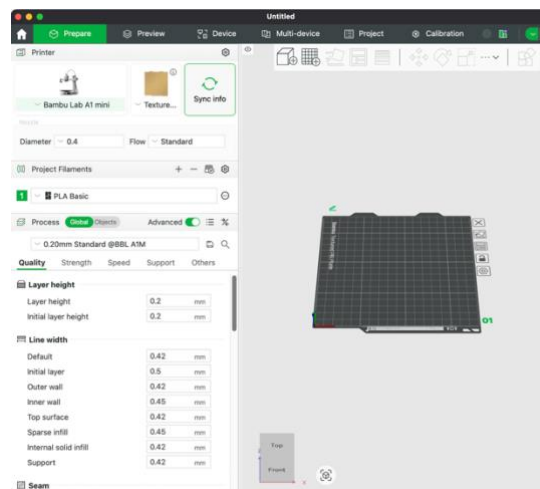 Untitled
Prepare Preview Device Multi-device Project Calibration
Printer
Bambu Lab A1 mini Texture... Sync info
Diameter 0.4 Flow Standard
Project Filaments
1 PLA Basic
Process Global Objects Advanced
0.20mm Standard @BBL A1M
Quality Strength Speed Support Others
Layer height
Layer height 0.2 mm
Initial layer height 0.2 mm
Line width
Default 0.42 mm
Initial layer 0.5 mm
Outer wall 0.42 mm
Inner wall 0.45 mm
Top surface 0.42 mm
Sparse infill 0.45 mm
Internal solid infill 0.42 mm
Support 0.42 mm
Seam
01
Top
Front